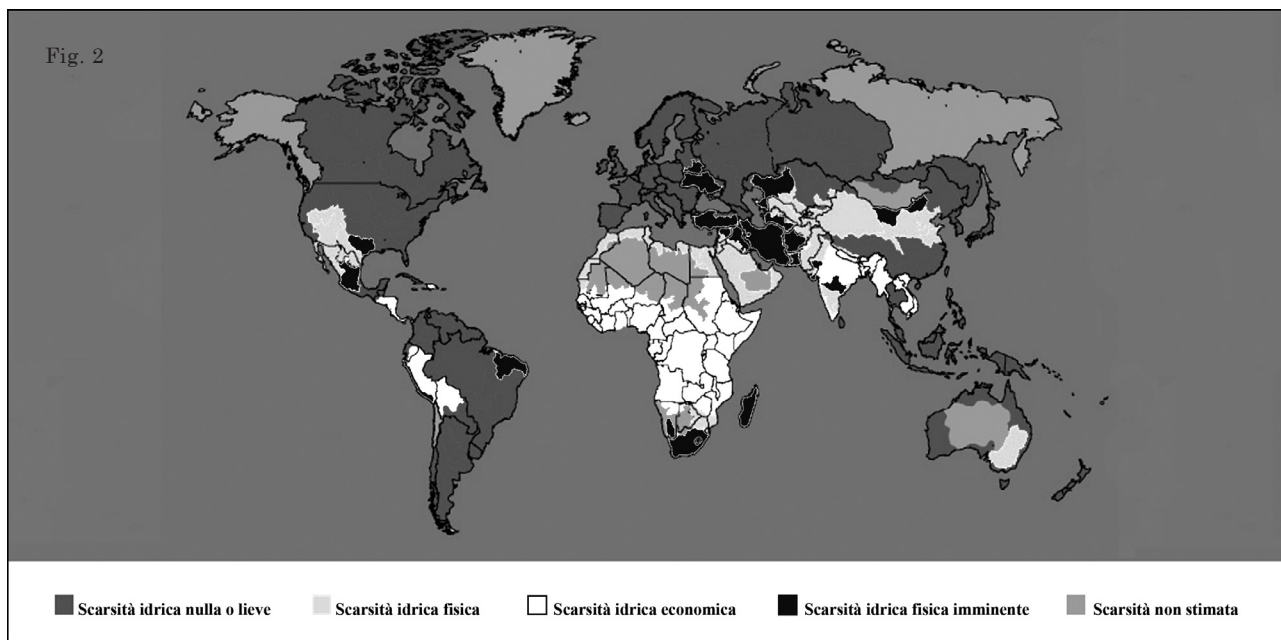 Fig. 2
Scarsità idrica nulla o lieve
Scarsità idrica fisica
Scarsità idrica economica
Scarsità idrica fisica imminente
Scarsità non stimata